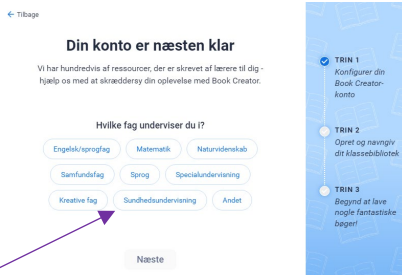 ← Tilbage
Din konto er næsten klar
Vi har hundredvis af ressourcer, der er skrevet af lærere til dig -
hjælp os med at skræddersy din oplevelse med Book Creator.
Hvilke fag underviser du i?
Engelsk/sprogfag
Matematik
Naturvidenskab
Samfundsfag
Sprog
Specialundervisning
Kreative fag
Sundhedsundervisning
Andet
Næste
TRIN 1
Konfigurer din
Book Creator-
konto
TRIN 2
Opret og navngiv
dit klassebibliotek
TRIN 3
Begynd at lave
nogle fantastiske
bøger!